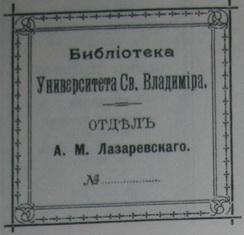 Библіотека
Университета Св. Владиміра.
ОТДѢЛЪ
А. М. Лазаревскаго.
№ ..............